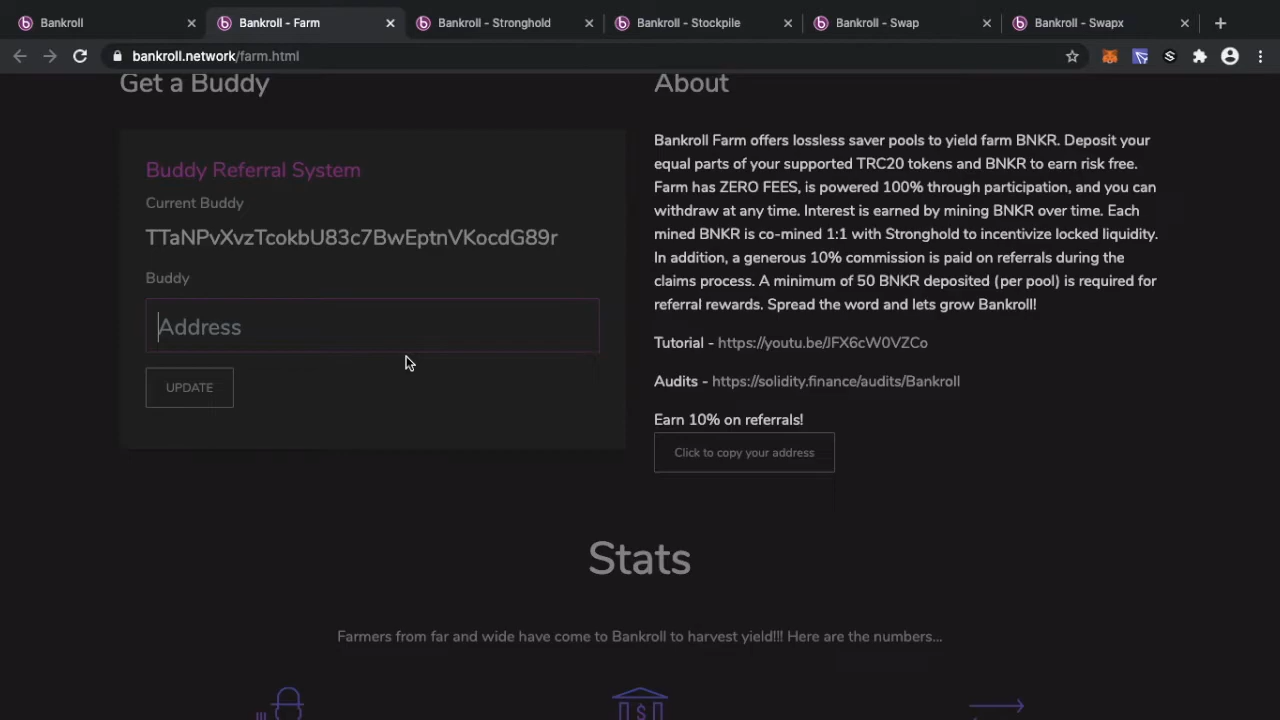 Bankroll
Bankroll - Farm
Bankroll - Stronghold
Bankroll - Stockpile
Bankroll - Swap
Bankroll - Swapx
bankroll.network/farm.html
Get a Buddy
Buddy Referral System
Current Buddy
TTaNPvXvzTcokbU83c7BwEptnVKocdG89r
Buddy
Address
UPDATE
About
Bankroll Farm offers lossless saver pools to yield farm BNKR. Deposit your
equal parts of your supported TRC20 tokens and BNKR to earn risk free.
Farm has ZERO FEES, is powered 100% through participation, and you can
withdraw at any time. Interest is earned by mining BNKR over time. Each
mined BNKR is co-mined 1:1 with Stronghold to incentivize locked liquidity.
In addition, a generous 10% commission is paid on referrals during the
claims process. A minimum of 50 BNKR deposited (per pool) is required for
referral rewards. Spread the word and lets grow Bankroll!
Tutorial - https://youtu.be/JFX6cW0VZCo
Audits - https://solidity.finance/audits/Bankroll
Earn 10% on referrals!
Click to copy your address
Stats
Farmers from far and wide have come to Bankroll to harvest yield!!! Here are the numbers...